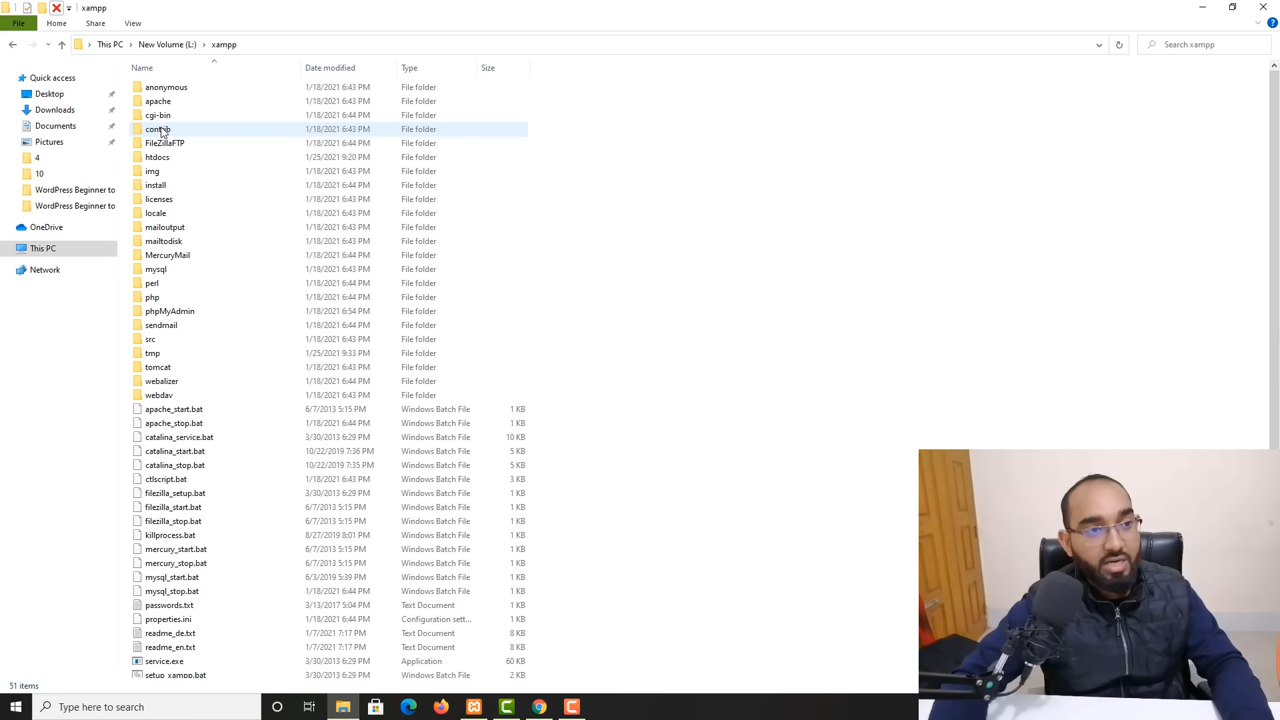 xampp
File Home Share View
This PC New Volume (L:) xampp Search xampp
Name Date modified Type Size
Quick access
Desktop
Downloads
Documents
Pictures
4
10
WordPress Beginner to
WordPress Beginner to
OneDrive
This PC
Network
anonymous 1/18/2021 6:43 PM File folder
apache 1/18/2021 6:43 PM File folder
cgi-bin 1/18/2021 6:44 PM File folder
contrib 1/18/2021 6:43 PM File folder
FileZillaFTP 1/18/2021 6:44 PM File folder
htdocs 1/25/2021 9:20 PM File folder
img 1/18/2021 6:43 PM File folder
install 1/18/2021 6:44 PM File folder
licenses 1/18/2021 6:43 PM File folder
locale 1/18/2021 6:43 PM File folder
mailoutput 1/18/2021 6:44 PM File folder
mailtodisk 1/18/2021 6:43 PM File folder
MercuryMail 1/18/2021 6:44 PM File folder
mysql 1/18/2021 6:43 PM File folder
perl 1/18/2021 6:44 PM File folder
php 1/18/2021 6:44 PM File folder
phpMyAdmin 1/18/2021 6:54 PM File folder
sendmail 1/18/2021 6:44 PM File folder
src 1/18/2021 6:43 PM File folder
tmp 1/25/2021 9:33 PM File folder
tomcat 1/18/2021 6:44 PM File folder
webalizer 1/18/2021 6:44 PM File folder
webdav 1/18/2021 6:43 PM File folder
apache_start.bat 6/7/2013 5:15 PM Windows Batch File 1 KB
apache_stop.bat 1/18/2021 6:44 PM Windows Batch File 1 KB
catalina_service.bat 3/30/2013 6:29 PM Windows Batch File 10 KB
catalina_start.bat 10/22/2019 7:36 PM Windows Batch File 5 KB
catalina_stop.bat 10/22/2019 7:35 PM Windows Batch File 5 KB
ctlscript.bat 1/18/2021 6:43 PM Windows Batch File 3 KB
filezilla_setup.bat 3/30/2013 6:29 PM Windows Batch File 1 KB
filezilla_start.bat 6/7/2013 5:15 PM Windows Batch File 1 KB
filezilla_stop.bat 6/7/2013 5:15 PM Windows Batch File 1 KB
killprocess.bat 8/27/2019 8:01 PM Windows Batch File 1 KB
mercury_start.bat 6/7/2013 5:15 PM Windows Batch File 1 KB
mercury_stop.bat 6/7/2013 5:15 PM Windows Batch File 1 KB
mysql_start.bat 6/3/2019 5:39 PM Windows Batch File 1 KB
mysql_stop.bat 1/18/2021 6:44 PM Windows Batch File 1 KB
passwords.txt 3/13/2017 5:04 PM Text Document 1 KB
properties.ini 1/18/2021 6:44 PM Configuration sett... 1 KB
readme_de.txt 1/7/2021 7:17 PM Text Document 8 KB
readme_en.txt 1/7/2021 7:17 PM Text Document 8 KB
service.exe 3/30/2013 6:29 PM Application 60 KB
setup_xampp.bat 3/30/2013 6:29 PM Windows Batch File 2 KB
51 items
Type here to search